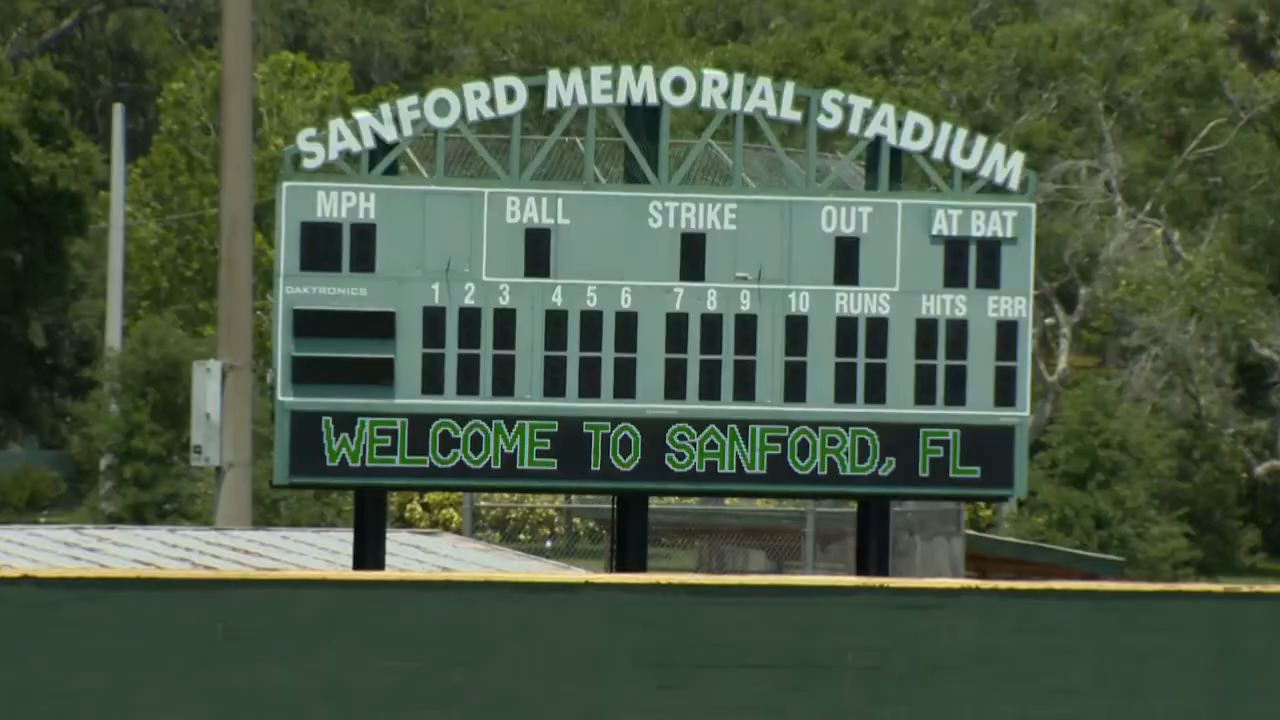 SANFORD MEMORIAL STADIUM
MPH BALL STRIKE OUT AT BAT
DAKTRONICS 1 2 3 4 5 6 7 8 9 10 RUNS HITS ERR
WELCOME TO SANFORD, FL